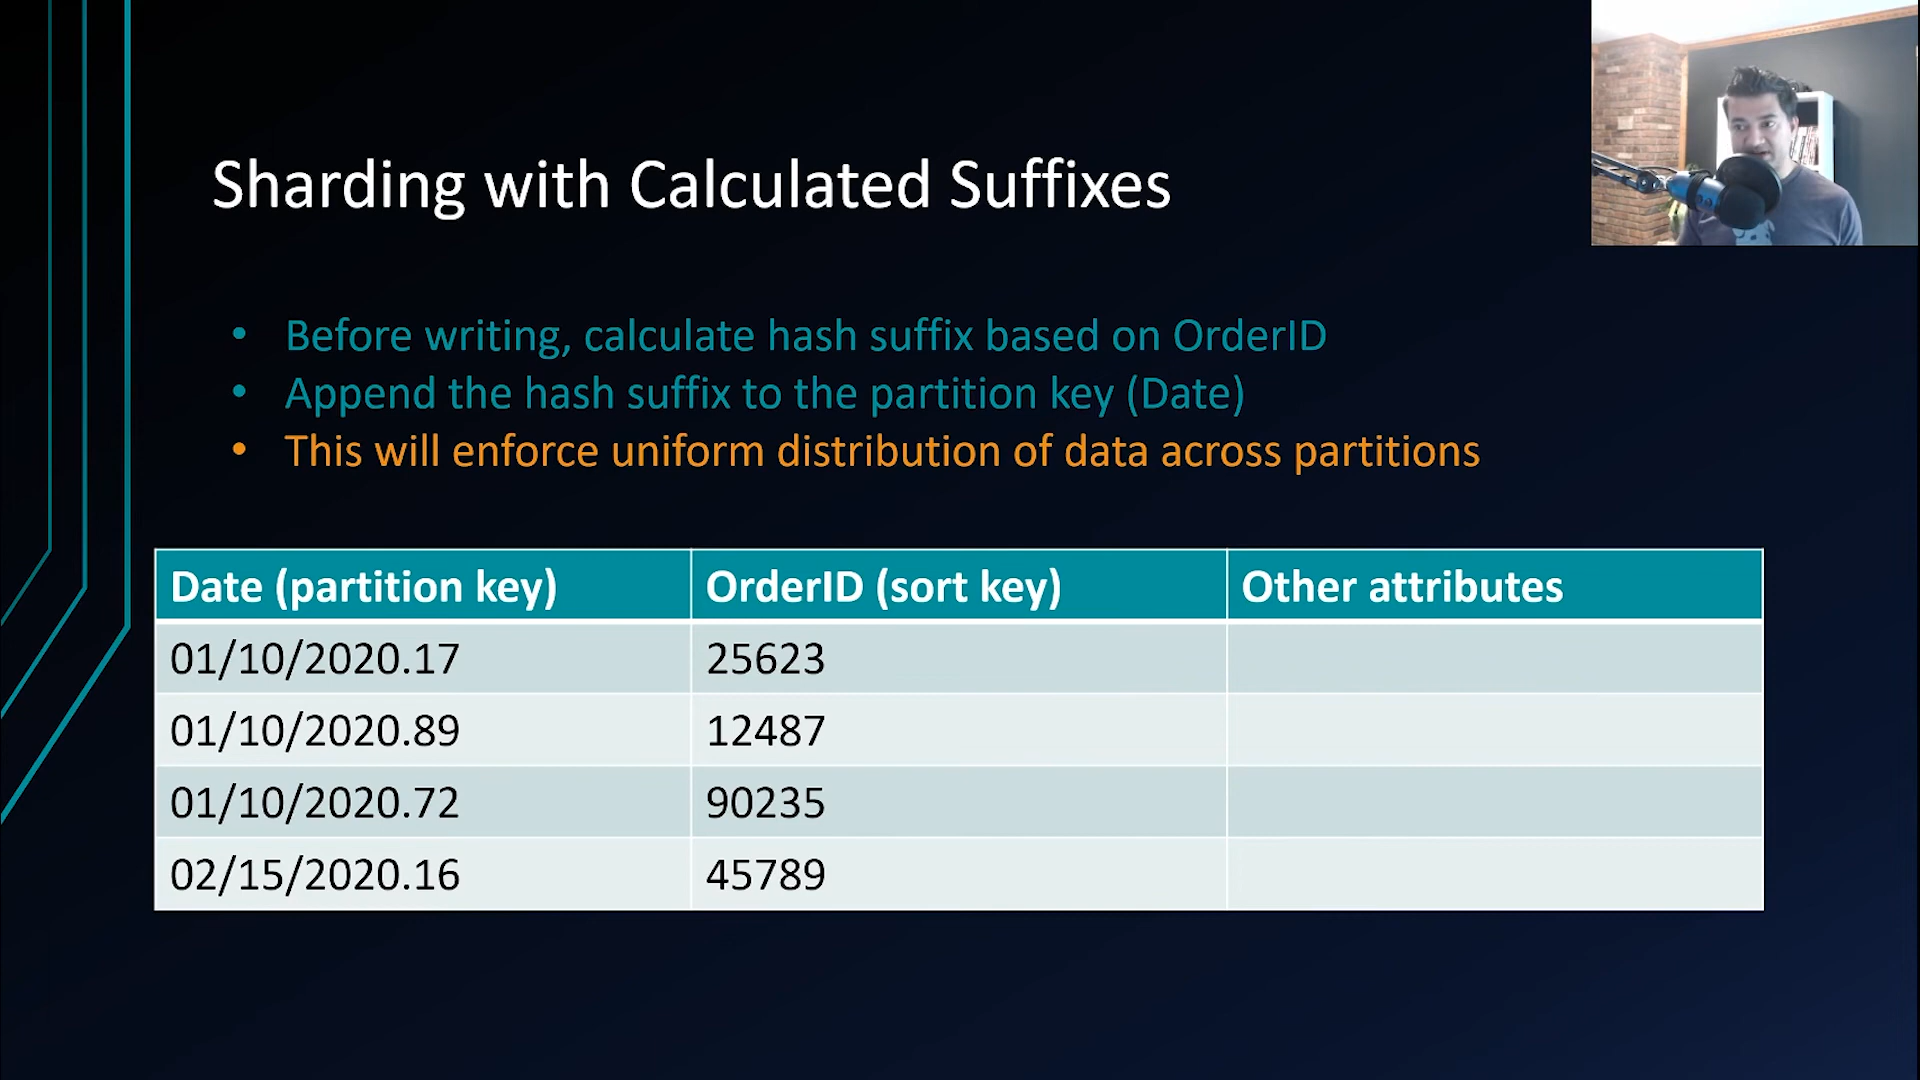 Sharding with Calculated Suffixes
• Before writing, calculate hash suffix based on OrderID
• Append the hash suffix to the partition key (Date)
• This will enforce uniform distribution of data across partitions
Date (partition key) OrderID (sort key) Other attributes
01/10/2020.17 25623
01/10/2020.89 12487
01/10/2020.72 90235
02/15/2020.16 45789